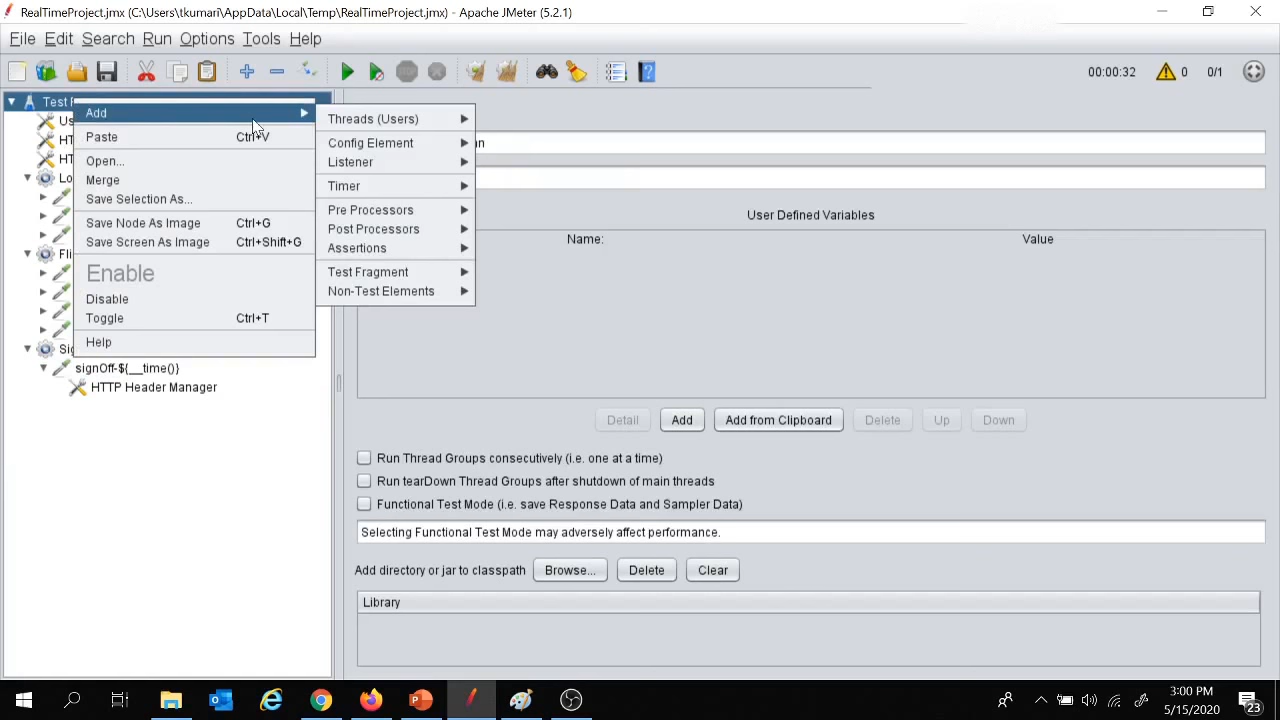 RealTimeProject.jmx (C:\Users\tkumari\AppData\Local\Temp\RealTimeProject.jmx) - Apache JMeter (5.2.1)
File Edit Search Run Options Tools Help
00:00:32 0 0/1
Test
Add
Paste Ctrl+V
Open...
Merge
Save Selection As...
Save Node As Image Ctrl+G
Save Screen As Image Ctrl+Shift+G
Enable
Disable
Toggle Ctrl+T
Help
Threads (Users)
Config Element
Listener
Timer
Pre Processors
Post Processors
Assertions
Test Fragment
Non-Test Elements
signOff-${__time()}
HTTP Header Manager
User Defined Variables
Name: Value
Detail Add Add from Clipboard Delete Up Down
Run Thread Groups consecutively (i.e. one at a time)
Run tearDown Thread Groups after shutdown of main threads
Functional Test Mode (i.e. save Response Data and Sampler Data)
Selecting Functional Test Mode may adversely affect performance.
Add directory or jar to classpath Browse... Delete Clear
Library
3:00 PM
5/15/2020
23